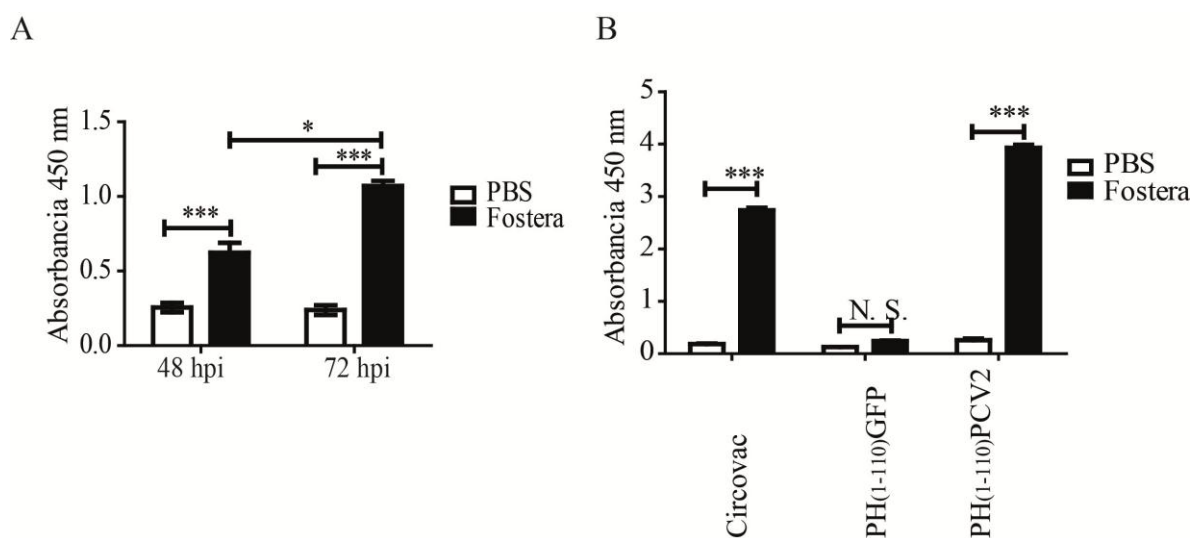 A
Absorbancia 450 nm
1.5
1.0
0.5
0.0
*
***
***
48 hpi
72 hpi
PBS
Fostera
B
Absorbancia 450 nm
5
4
3
2
1
0
***
N. S.
***
Circovac
PH(1-110)GFP
PH(1-110)PCV2
PBS
Fostera